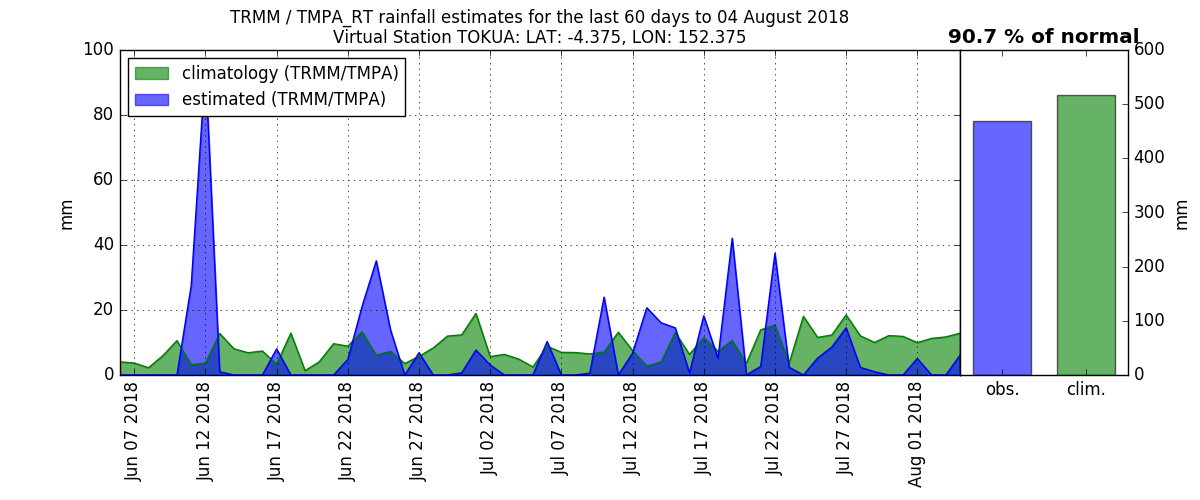 TRMM / TMPA_RT rainfall estimates for the last 60 days to 04 August 2018
Virtual Station TOKUA: LAT: -4.375, LON: 152.375
90.7 % of normal
climatology (TRMM/TMPA)
estimated (TRMM/TMPA)
100
80
60
40
20
0
mm
600
500
400
300
200
100
0
mm
Jun 07 2018
Jun 12 2018
Jun 17 2018
Jun 22 2018
Jun 27 2018
Jul 02 2018
Jul 07 2018
Jul 12 2018
Jul 17 2018
Jul 22 2018
Jul 27 2018
Aug 01 2018
obs.
clim.